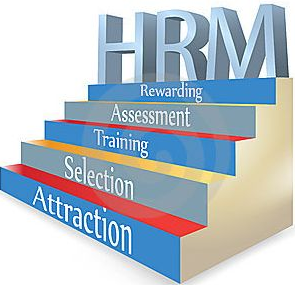 HRM
Rewarding
Assessment
Training
Selection
Attraction